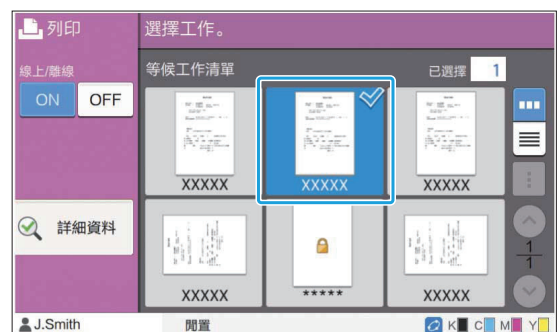 列印
選擇工作。
線上/離線
ON OFF
等候工作清單
已選擇 1
XXXXX XXXXX XXXXX
詳細資料
1
1
XXXXX ***** XXXXX
J.Smith
閒置
K C M Y